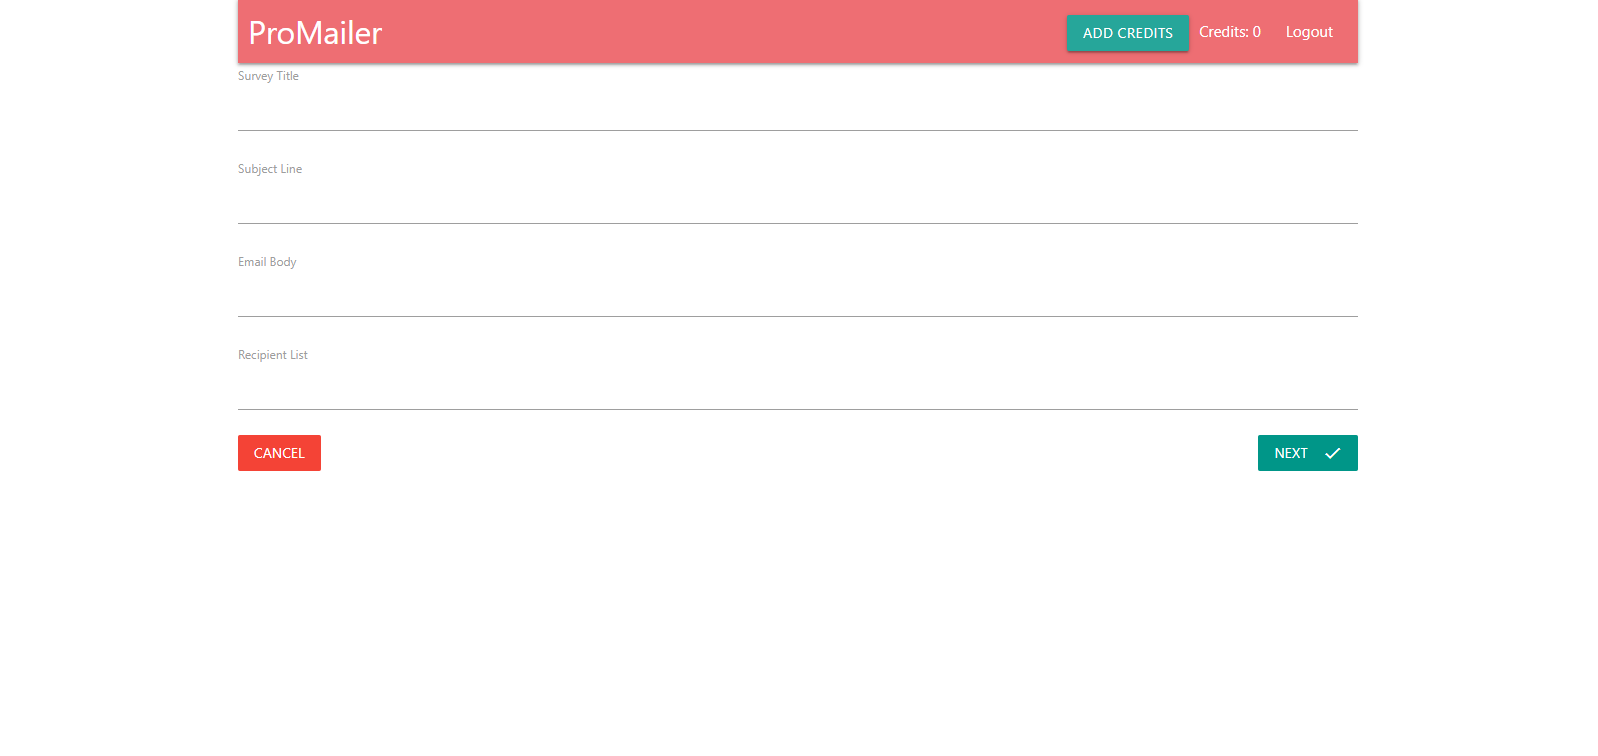 ProMailer
ADD CREDITS Credits: 0 Logout
Survey Title
Subject Line
Email Body
Recipient List
CANCEL NEXT